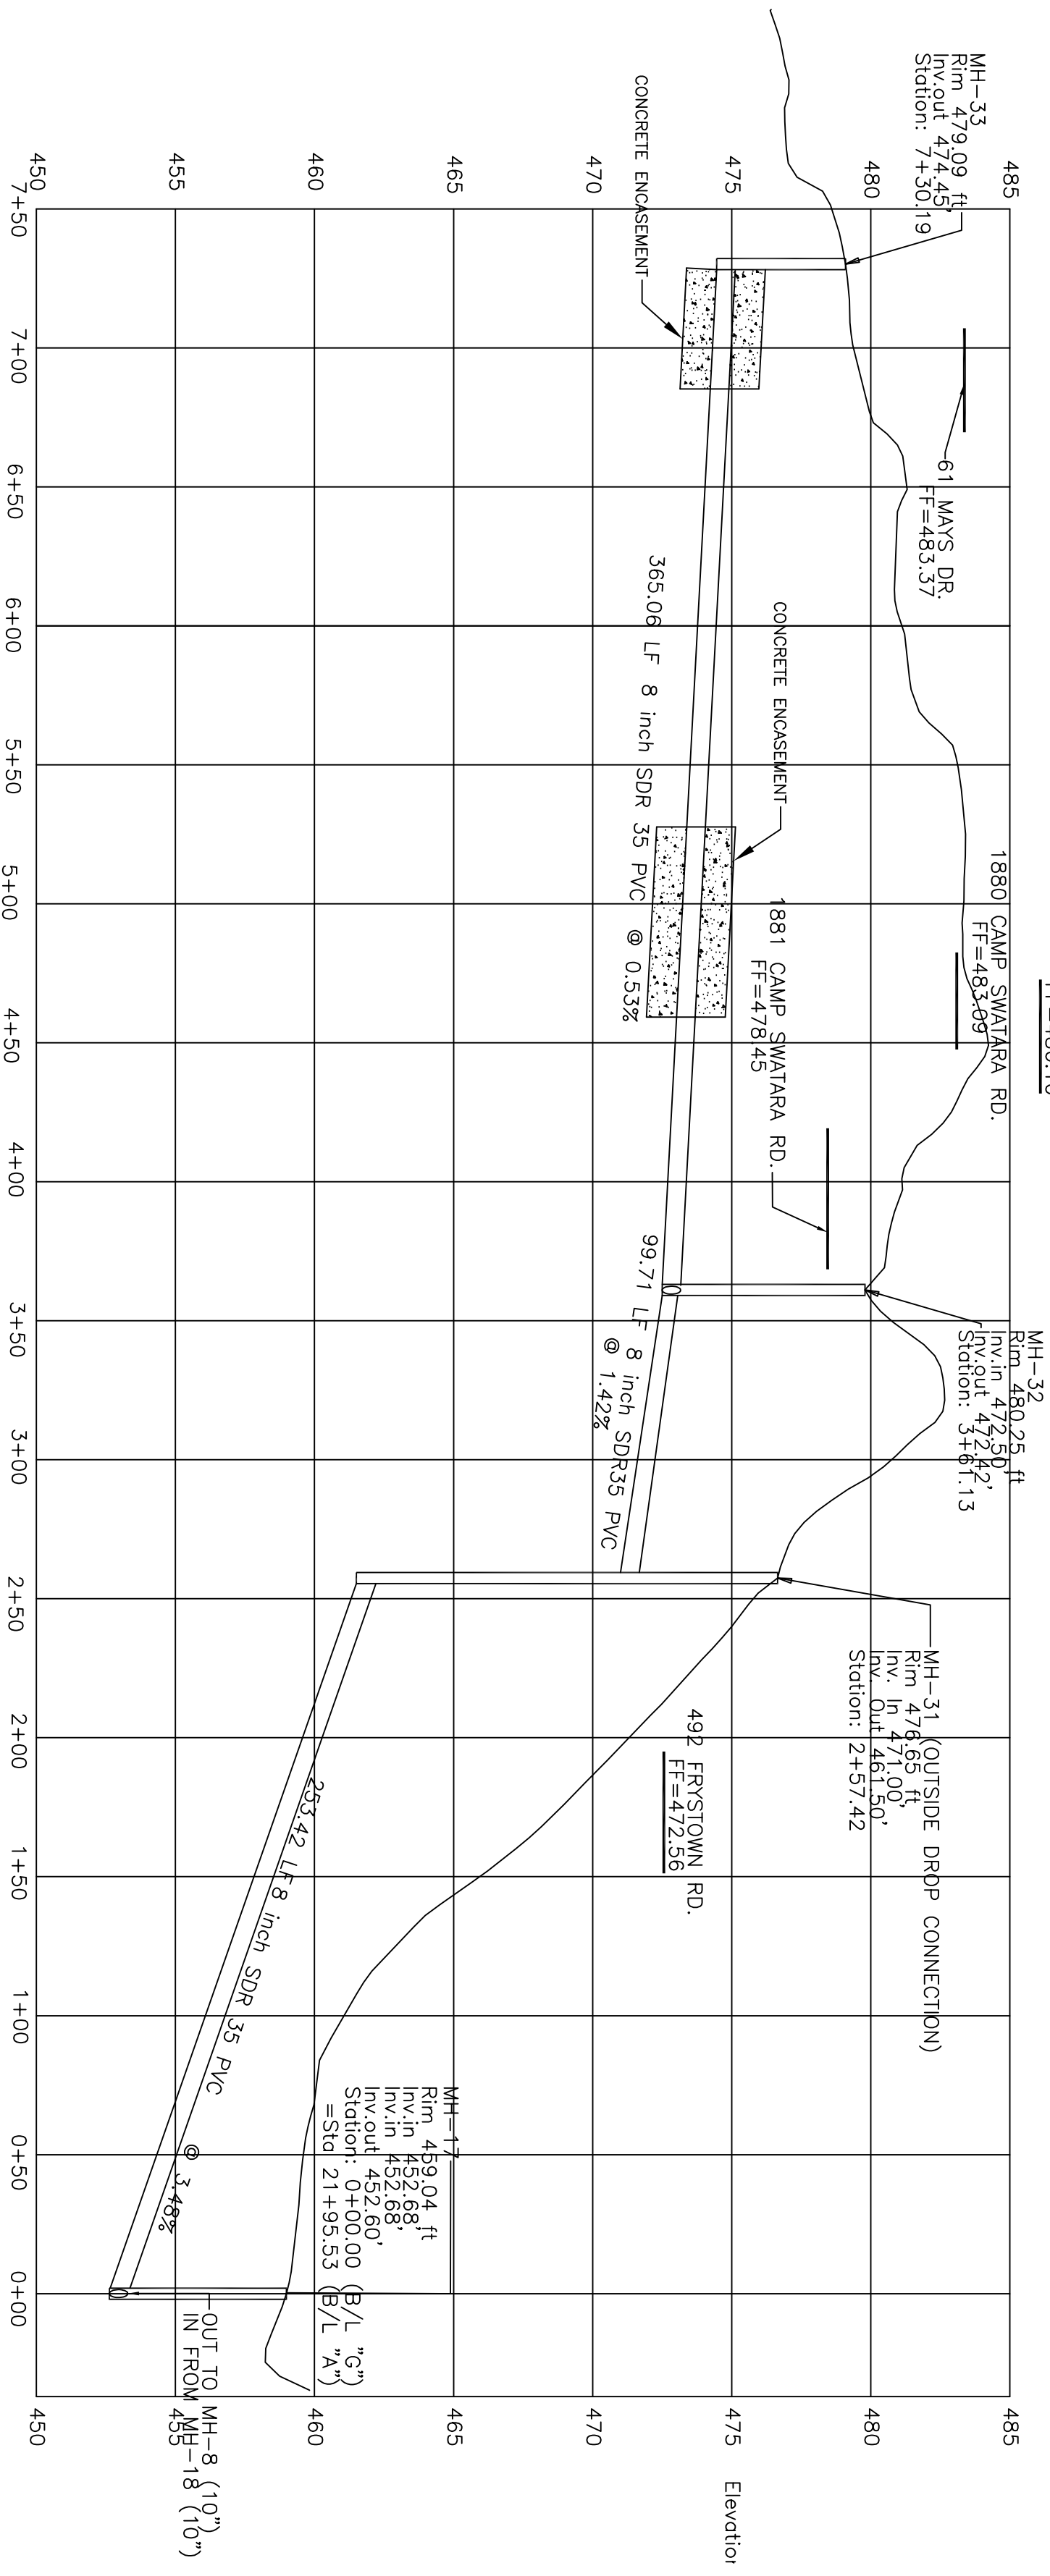 MH-33
Rim 479.09 ft
Inv.out 474.45'
Station: 7+30.19
CONCRETE ENCASEMENT
61 MAYS DR.
FF=483.37
365.06 LF 8 inch SDR 35 PVC @ 0.53%
CONCRETE ENCASEMENT
1880 CAMP SWATARA RD.
FF=483.09
1881 CAMP SWATARA RD.
FF=478.45
MH-32
Rim 480.25 ft
Inv.in 472.50'
Inv.out 472.42'
Station: 3+61.13
99.71 LF 8 inch SDR35 PVC
@ 1.42%
MH-31 (OUTSIDE DROP CONNECTION)
Rim 476.65 ft
Inv. In 471.00'
Inv. Out 461.50'
Station: 2+57.42
492 FRYSTOWN RD.
FF=472.56
253.42 LF 8 inch SDR 35 PVC @ 3.48%
MH-17
Rim 459.04 ft
Inv.in 452.68'
Inv.in 452.68'
Inv.out 452.60'
Station: 0+00.00 (B/L "G")
=Sta 21+95.53 (B/L "A")
OUT TO MH-8 (10")
IN FROM MH-18 (10")
485
480
475
470
465
460
455
450
485
480
475
470
465
460
455
450
7+50
7+00
6+50
6+00
5+50
5+00
4+50
4+00
3+50
3+00
2+50
2+00
1+50
1+00
0+50
0+00